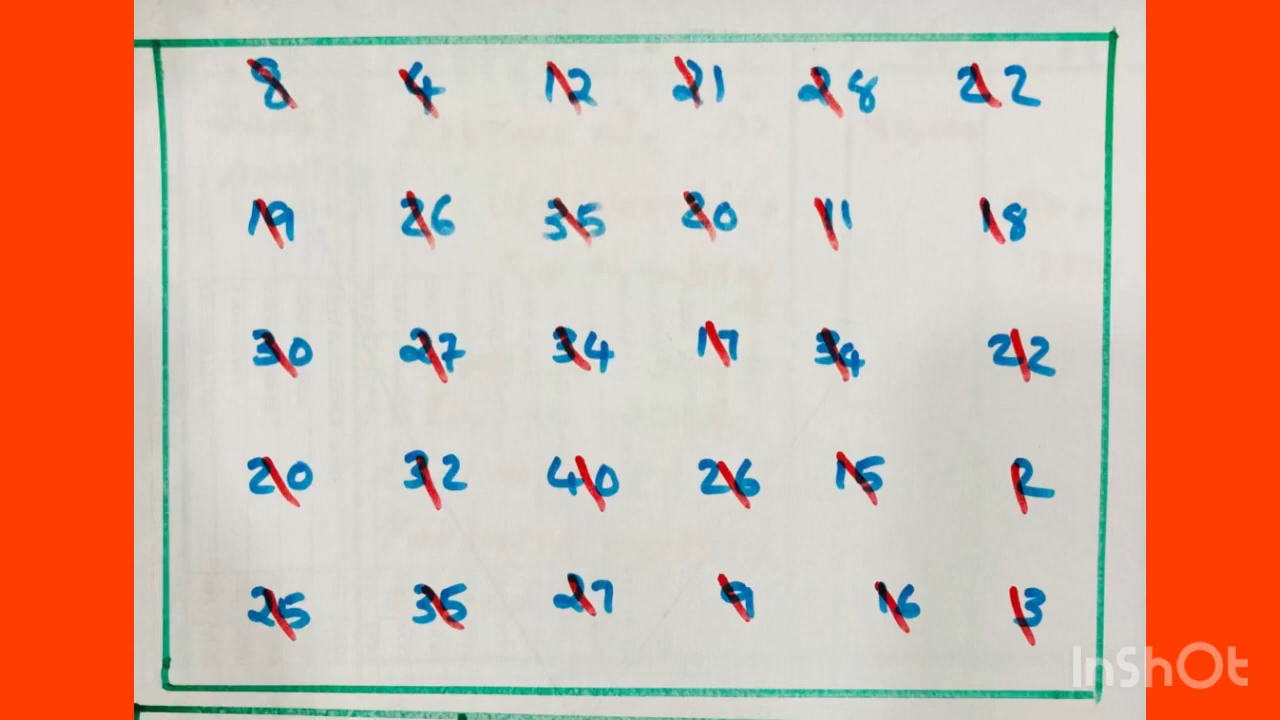 8 4 12 21 28 22
19 26 35 20 11 18
30 27 34 17 34 22
20 32 40 26 15 2
25 35 27 9 16 3
InShOt